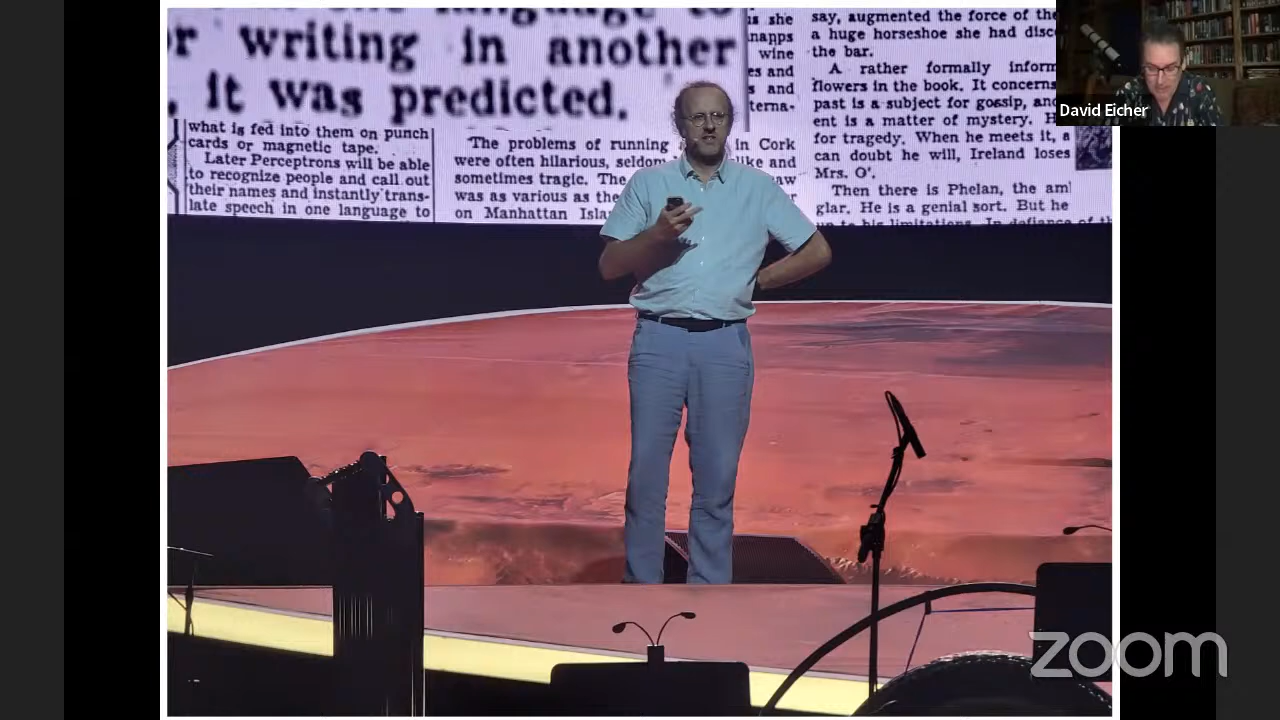 writing in another
, it was predicted.
what is fed into them on punch
cards or magnetic tape.
Later Perceptrons will be able
to recognize people and call out
their names and instantly trans-
late speech in one language to
The problems of running in Cork
were often hilarious, like and
sometimes tragic. The
was as various as the
on Manhattan
she
wine
and
and
say, augmented the force of the
a huge horseshoe she had
the bar.
A rather formally
flowers in the book. It concerns
past is a subject for gossip,
ent is a matter of mystery.
for tragedy. When he meets it, a
can doubt he will, Ireland loses
Mrs. O'.
Then there is Phelan, the
glar. He is a genial sort. But he
David Eicher
zoom